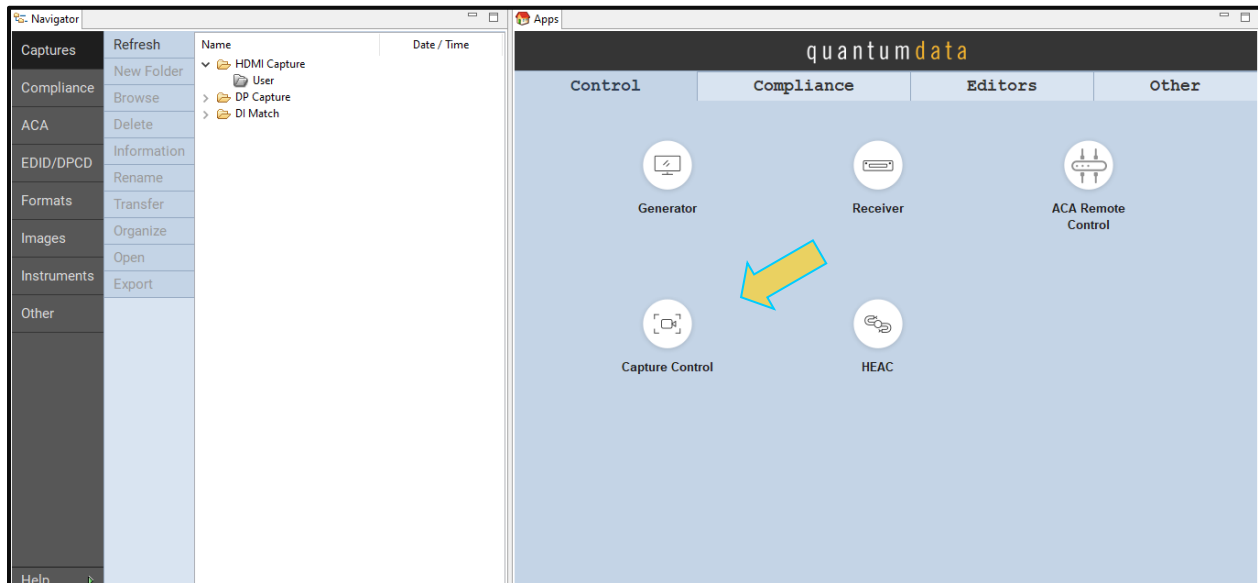 Navigator
Captures
Compliance
ACA
EDID/DPCD
Formats
Images
Instruments
Other
Help
Refresh
New Folder
Browse
Delete
Information
Rename
Transfer
Organize
Open
Export
Name Date / Time
HDMI Capture
User
DP Capture
DI Match
Apps
quantumdata
Control Compliance Editors Other
Generator Receiver ACA Remote
Control
Capture Control HEAC